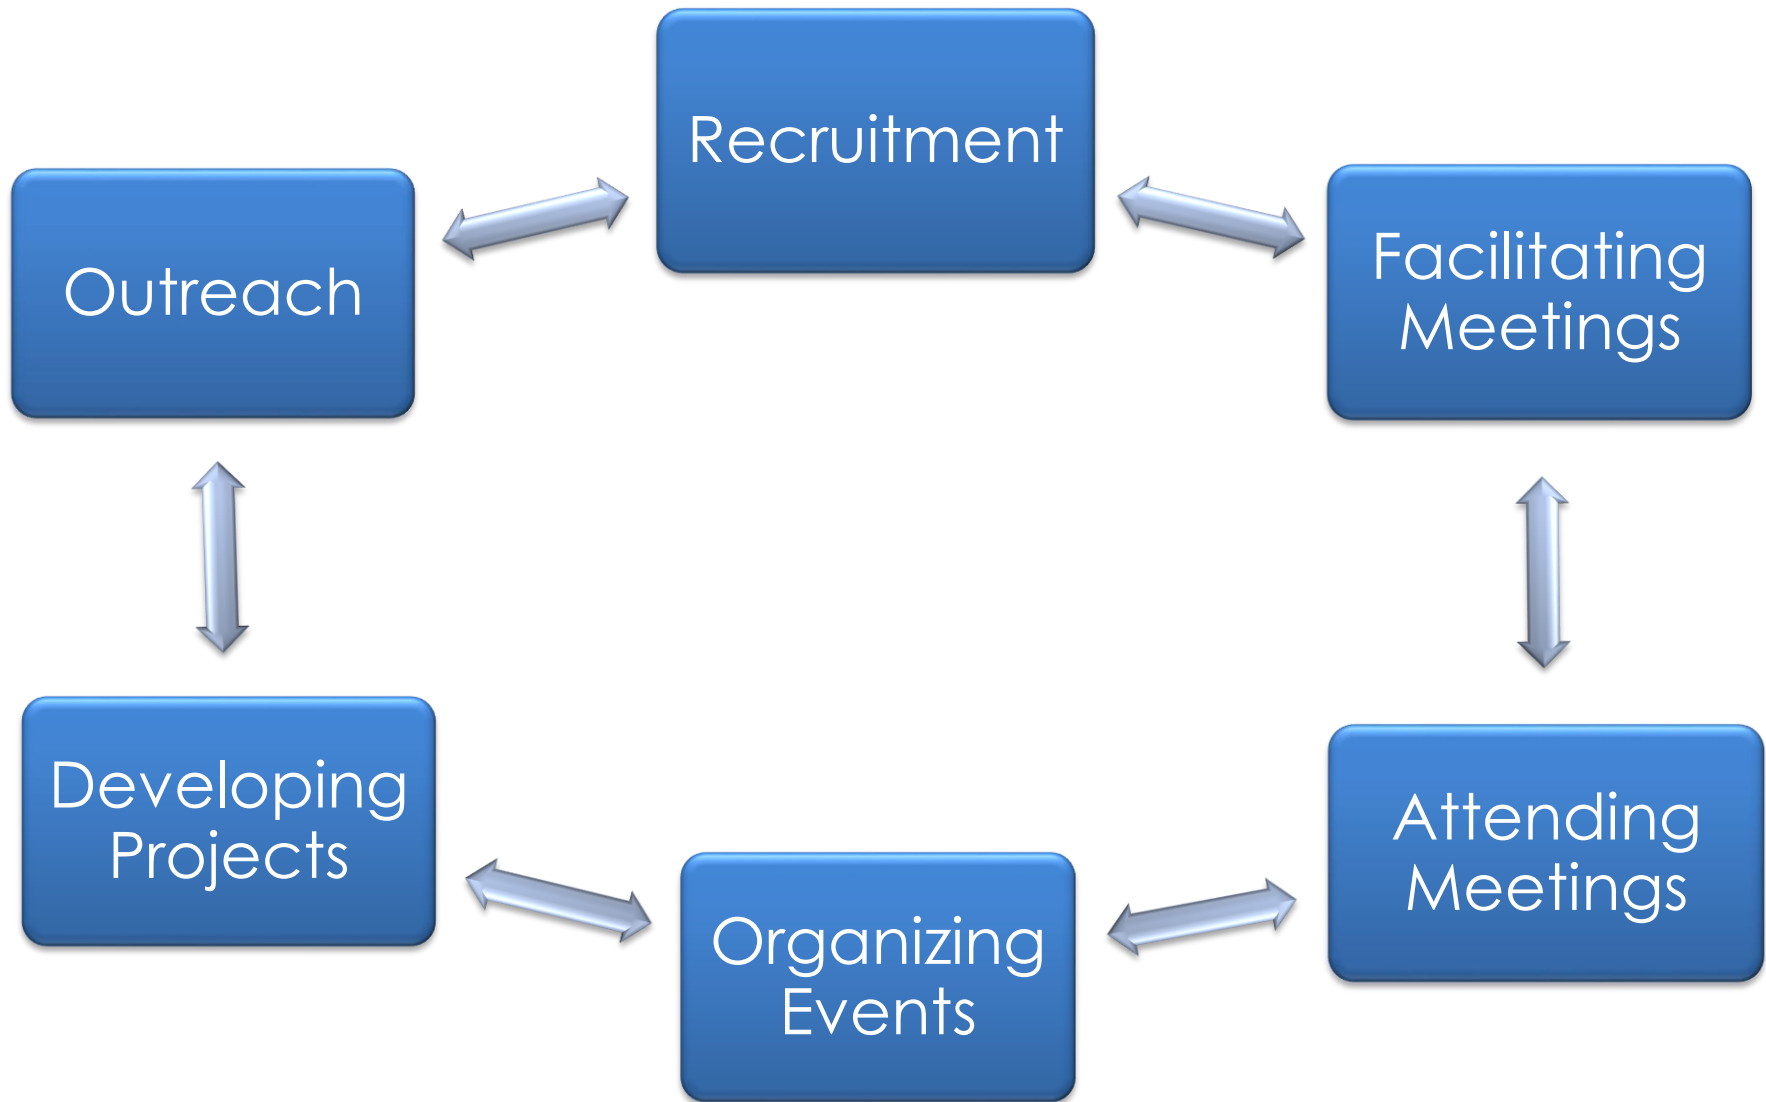 Recruitment
Facilitating
Meetings
Attending
Meetings
Organizing
Events
Developing
Projects
Outreach